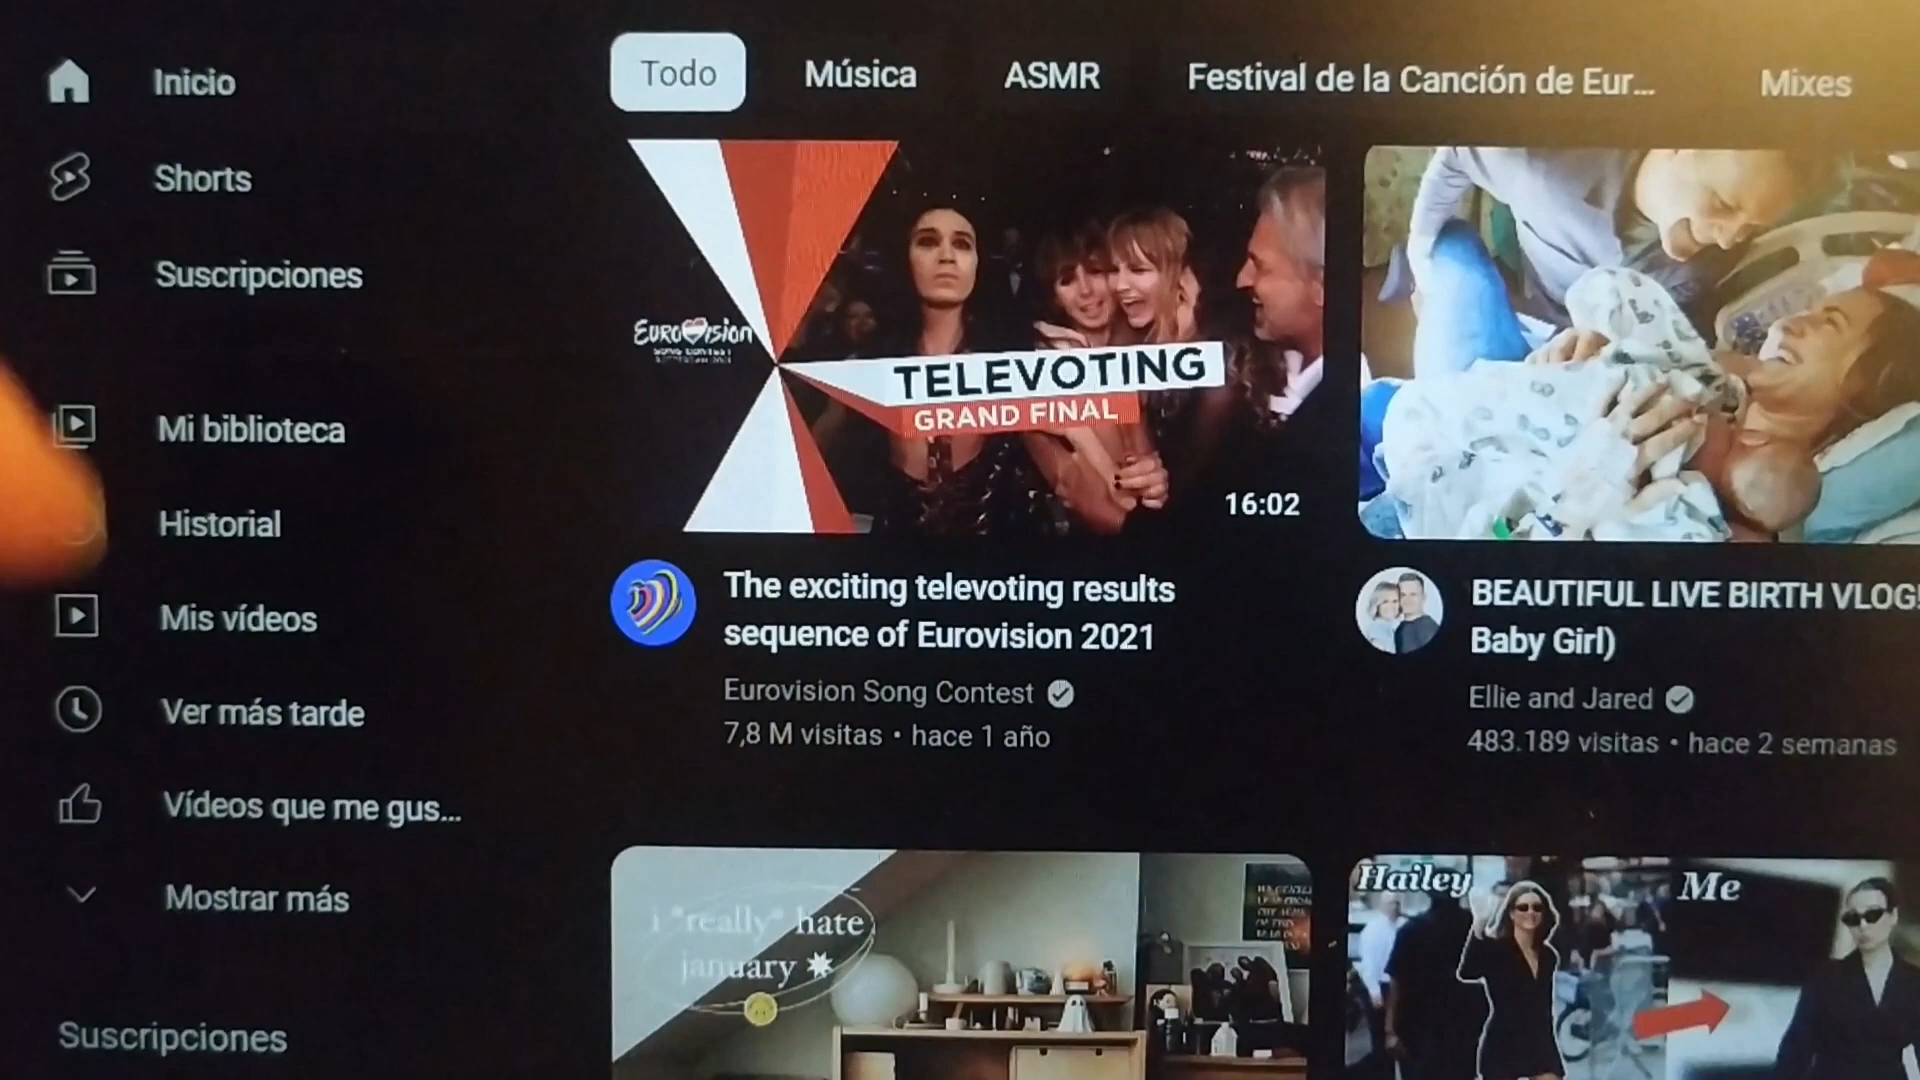 Inicio
Shorts
Suscripciones
Mi biblioteca
Historial
Mis vídeos
Ver más tarde
Vídeos que me gus...
Mostrar más
Suscripciones
Todo
Música
ASMR
Festival de la Canción de Eur...
Mixes
EUROVISION
SONG CONTEST
TELEVOTING
GRAND FINAL
16:02
The exciting televoting results
sequence of Eurovision 2021
Eurovision Song Contest
7,8 M visitas • hace 1 año
BEAUTIFUL LIVE BIRTH VLOG!
Baby Girl)
Ellie and Jared
483.189 visitas • hace 2 semanas
i "really" hate
january
Hailey
Me